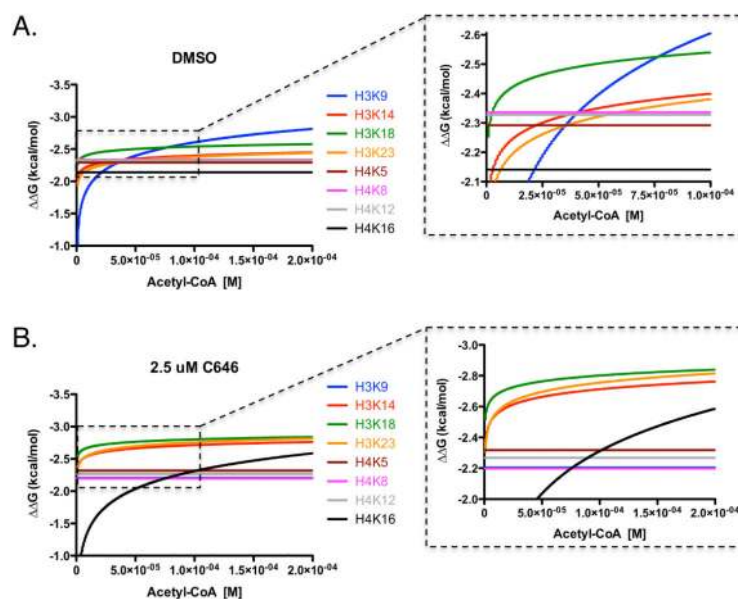 A.
DMSO
ΔΔG (kcal/mol)
-3.5
-3.0
-2.5
-2.0
-1.5
-1.0
0
5.0×10⁻⁰⁵
1.0×10⁻⁰⁴
1.5×10⁻⁰⁴
2.0×10⁻⁰⁴
Acetyl-CoA [M]
H3K9
H3K14
H3K18
H3K23
H4K5
H4K8
H4K12
H4K16
ΔΔG (kcal/mol)
-2.6
-2.5
-2.4
-2.3
-2.2
-2.1
0
2.5×10⁻⁰⁵
5.0×10⁻⁰⁵
7.5×10⁻⁰⁵
1.0×10⁻⁰⁴
Acetyl-CoA [M]
B.
2.5 uM C646
ΔΔG (kcal/mol)
-3.5
-3.0
-2.5
-2.0
-1.5
-1.0
0
5.0×10⁻⁰⁵
1.0×10⁻⁰⁴
1.5×10⁻⁰⁴
2.0×10⁻⁰⁴
Acetyl-CoA [M]
H3K9
H3K14
H3K18
H3K23
H4K5
H4K8
H4K12
H4K16
ΔΔG (kcal/mol)
-3.0
-2.8
-2.6
-2.4
-2.2
-2.0
0
5.0×10⁻⁰⁵
1.0×10⁻⁰⁴
1.5×10⁻⁰⁴
2.0×10⁻⁰⁴
Acetyl-CoA [M]